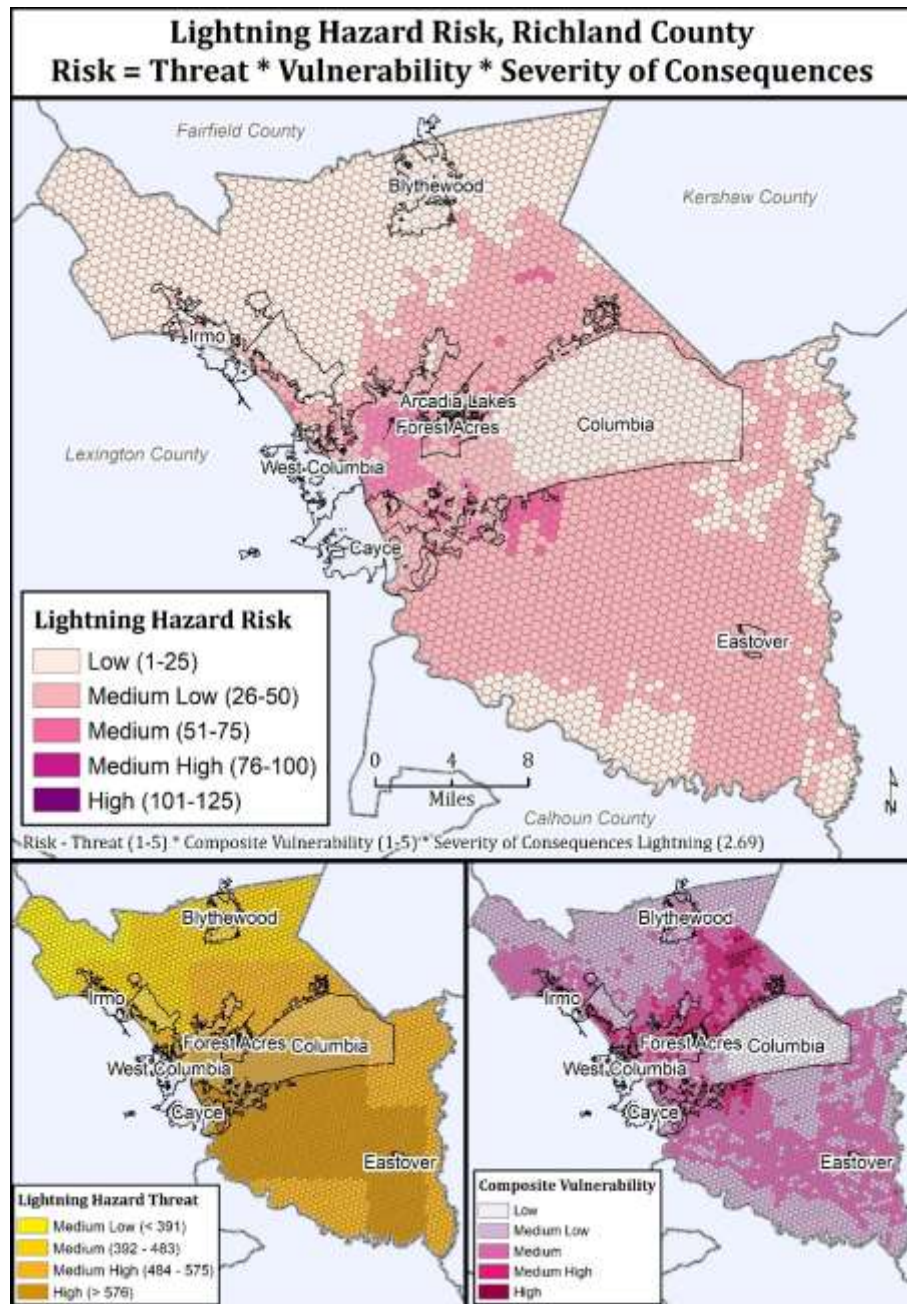 Lightning Hazard Risk, Richland County
Risk = Threat * Vulnerability * Severity of Consequences
Fairfield County
Blythewood
Kershaw County
Irmo
Arcadia Lakes
Forest Acres
Columbia
Lexington County
West Columbia
Cayce
Eastover
Lightning Hazard Risk
Low (1-25)
Medium Low (26-50)
Medium (51-75)
Medium High (76-100)
High (101-125)
0 4 8
Miles
N
Calhoun County
Risk - Threat (1-5) * Composite Vulnerability (1-5) * Severity of Consequences Lightning (2.69)
Blythewood
Irmo
Forest Acres
Columbia
West Columbia
Cayce
Eastover
Lightning Hazard Threat
Medium Low (< 391)
Medium (392 - 483)
Medium High (484 - 575)
High (> 576)
Blythewood
Irmo
Forest Acres
Columbia
West Columbia
Cayce
Eastover
Composite Vulnerability
Low
Medium Low
Medium
Medium High
High